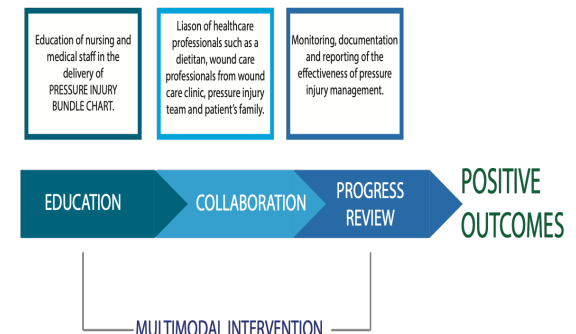 Education of nursing and
medical staff in the
delivery of
PRESSURE INJURY
BUNDLE CHART.
Liason of healthcare
professionals such as a
dietitan, wound care
professionals from wound
care clinic, pressure injury
team and patient's family.
Monitoring, documentation
and reporting of the
effectiveness of pressure
injury management.
EDUCATION
COLLABORATION
PROGRESS
REVIEW
POSITIVE
OUTCOMES
MULTIMODAL INTERVENTION